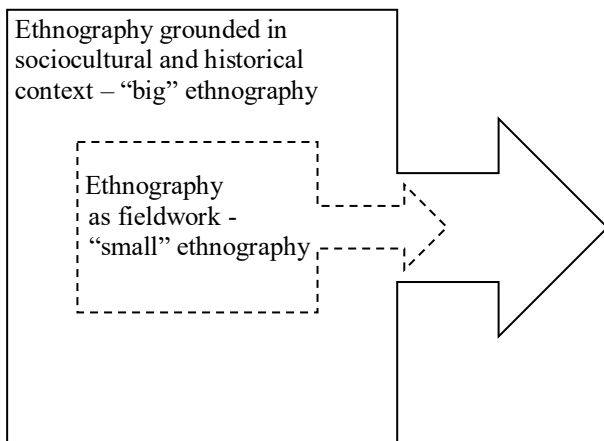 Ethnography grounded in
sociocultural and historical
context – “big” ethnography
Ethnography
as fieldwork -
“small” ethnography